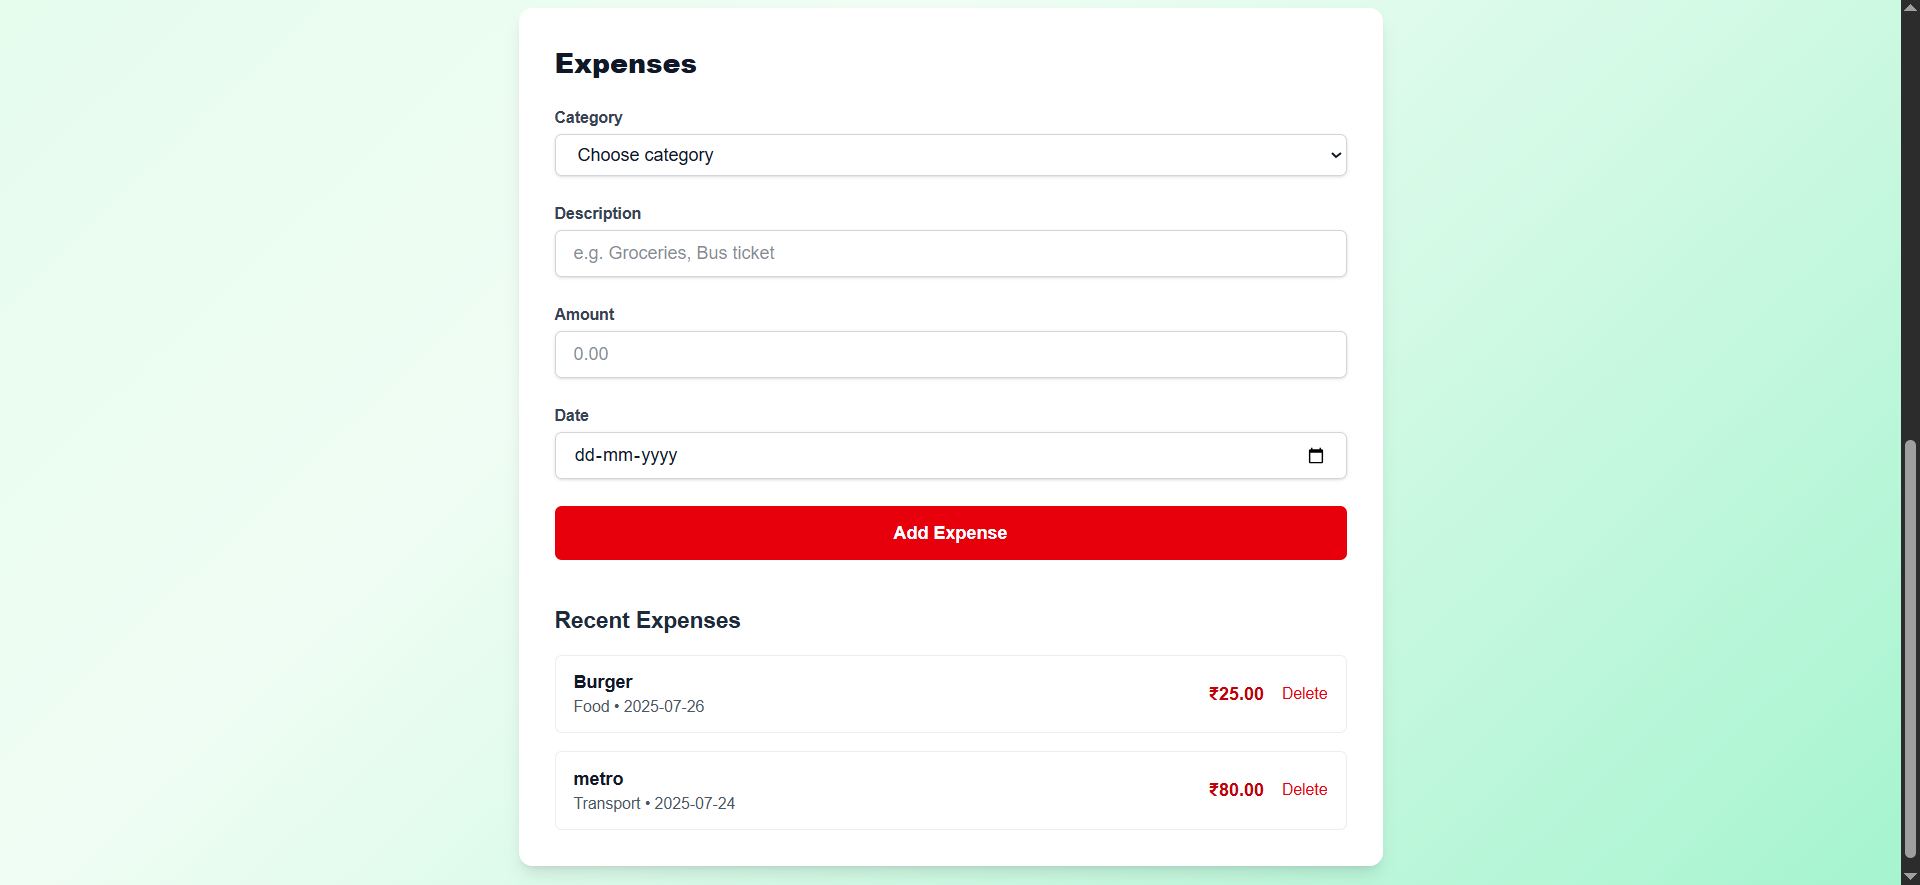 Expenses
Category
Choose category
Description
e.g. Groceries, Bus ticket
Amount
0.00
Date
dd-mm-yyyy
Add Expense
Recent Expenses
Burger
Food • 2025-07-26
₹25.00 Delete
metro
Transport • 2025-07-24
₹80.00 Delete